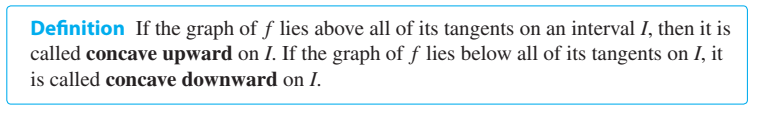 Definition If the graph of f lies above all of its tangents on an interval I, then it is
called concave upward on I. If the graph of f lies below all of its tangents on I, it
is called concave downward on I.